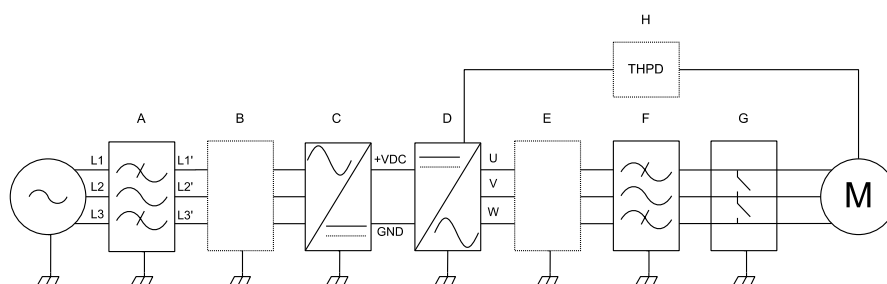 H
THPD
A B C D E F G
L1 L1' +VDC U
L2 L2' V
L3 L3' W
GND
M